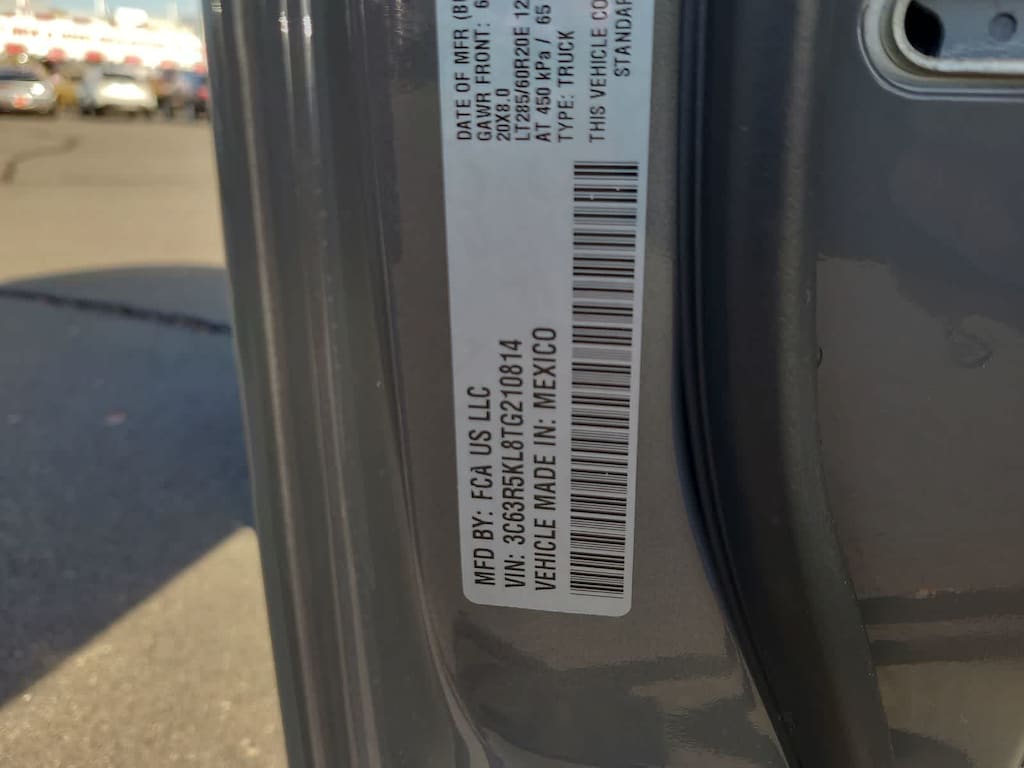 DATE OF MFR
GAWR FRONT:
20X8.0
LT285/60R20E
AT 450 kPa / 65
TYPE: TRUCK
THIS VEHICLE
MFD BY: FCA US LLC
VIN: 3C63R5KL8TG210814
VEHICLE MADE IN: MEXICO